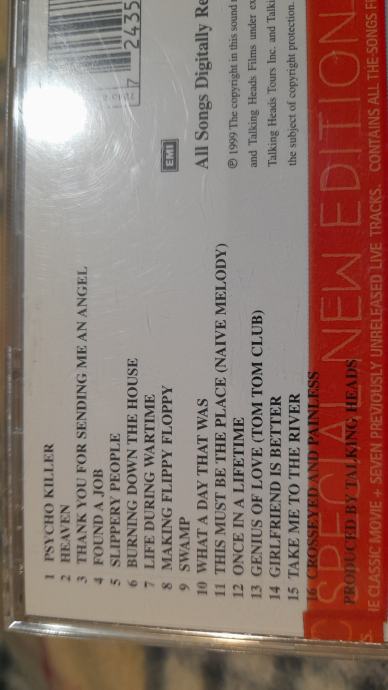 1 PSYCHO KILLER
2 HEAVEN
3 THANK YOU FOR SENDING ME AN ANGEL
4 FOUND A JOB
5 SLIPPERY PEOPLE
6 BURNING DOWN THE HOUSE
7 LIFE DURING WARTIME
8 MAKING FLIPPY FLOPPY
9 SWAMP
10 WHAT A DAY THAT WAS
11 THIS MUST BE THE PLACE (NAIVE MELODY)
12 ONCE IN A LIFETIME
13 GENIUS OF LOVE (TOM TOM CLUB)
14 GIRLFRIEND IS BETTER
15 TAKE ME TO THE RIVER
16 CROSSEYED AND PAINLESS
PRODUCED BY TALKING HEADS
7 2435
EMI
All Songs Digitally Re
℗ 1999 The copyright in this sound
and Talking Heads Films under
Talking Heads Tours Inc. and
the subject of copyright protection.
SPECIAL NEW EDITION
CLASSIC MOVIE + SEVEN PREVIOUSLY UNRELEASED LIVE TRACKS. CONTAINS ALL THE SONGS